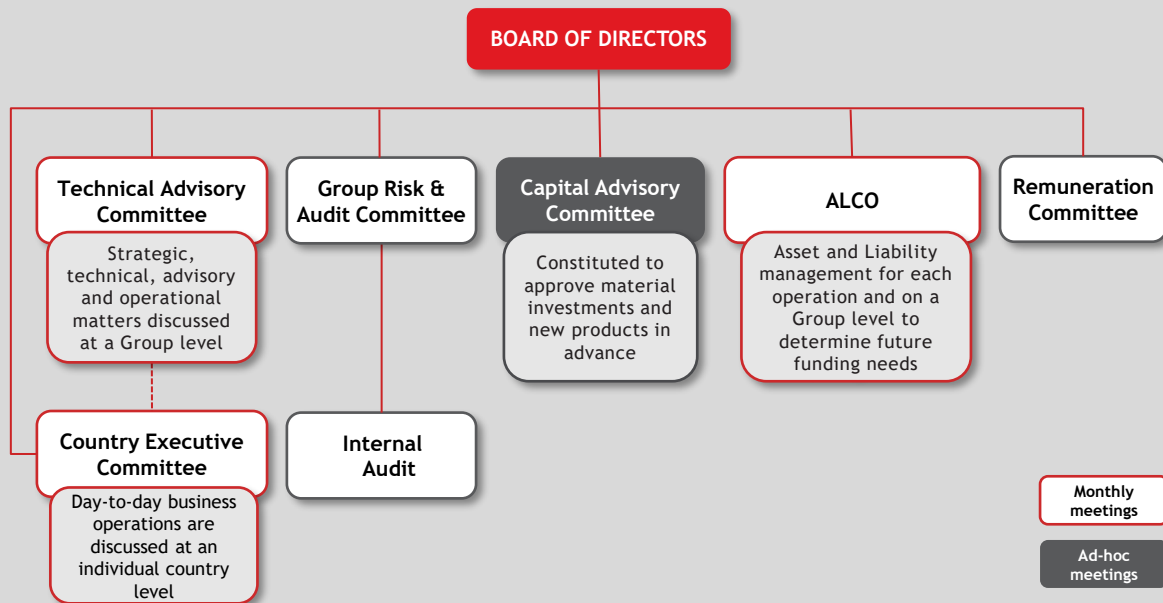 BOARD OF DIRECTORS
Technical Advisory
Committee
Strategic,
technical, advisory
and operational
matters discussed
at a Group level
Group Risk &
Audit Committee
Capital Advisory
Committee
Constituted to
approve material
investments and
new products in
advance
ALCO
Asset and Liability
management for each
operation and on a
Group level to
determine future
funding needs
Remuneration
Committee
Country Executive
Committee
Day-to-day business
operations are
discussed at an
individual country
level
Internal
Audit
Monthly
meetings
Ad-hoc
meetings